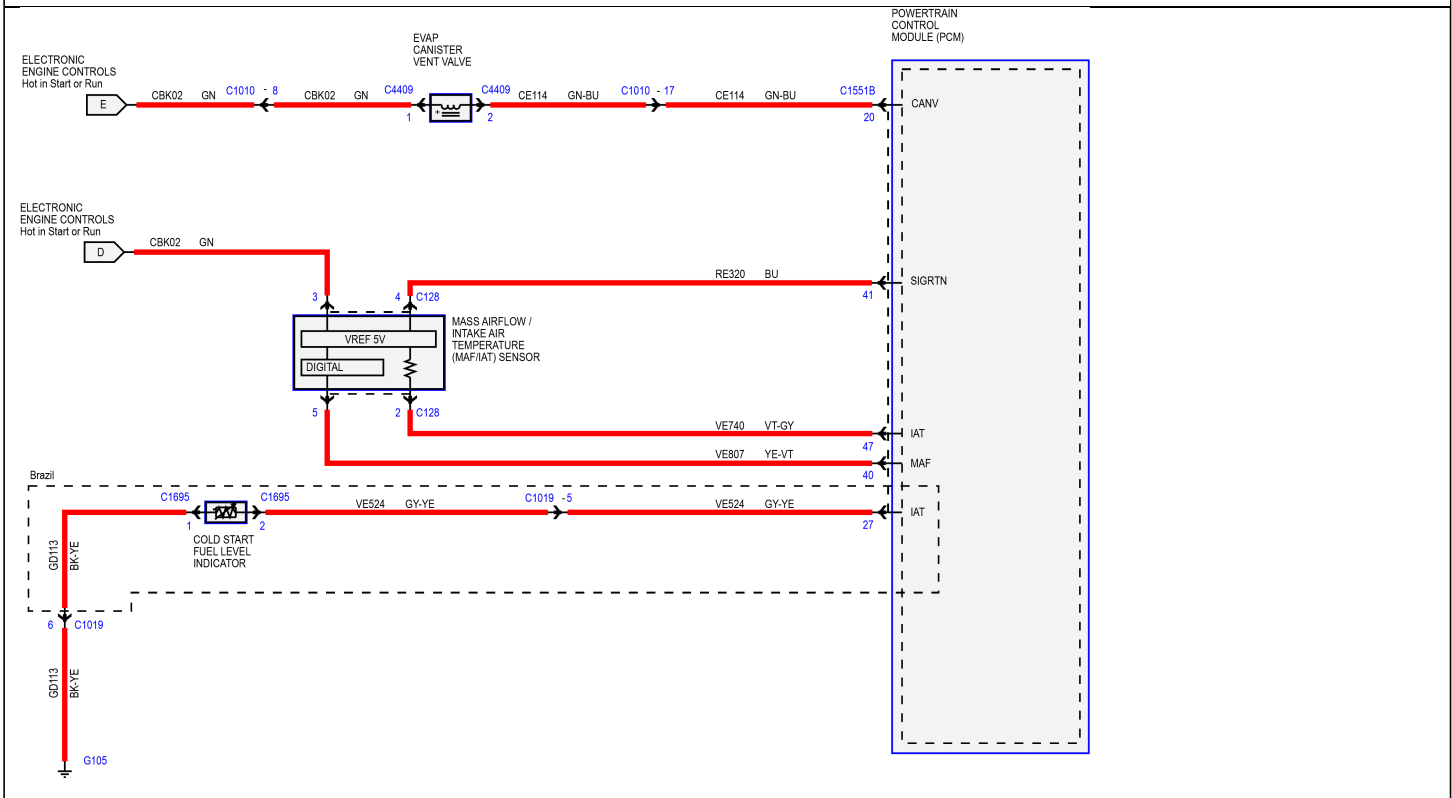 POWERTRAIN
CONTROL
MODULE (PCM)
EVAP
CANISTER
VENT VALVE
ELECTRONIC
ENGINE CONTROLS
Hot in Start or Run
E
CBK02 GN
C1010 - 8
CBK02 GN
C4409
1
+
C4409
2
CE114 GN-BU
C1010 - 17
CE114 GN-BU
C1551B
20
CANV
ELECTRONIC
ENGINE CONTROLS
Hot in Start or Run
D
CBK02 GN
RE320 BU
41
SIGRTN
3
4 C128
MASS AIRFLOW /
INTAKE AIR
TEMPERATURE
(MAF/IAT) SENSOR
VREF 5V
DIGITAL
5
2 C128
VE740 VT-GY
47
IAT
VE807 YE-VT
40
MAF
Brazil
C1695
1
C1695
2
VE524 GY-YE
C1019 -5
VE524 GY-YE
27
IAT
COLD START
FUEL LEVEL
INDICATOR
GD113
BK-YE
6 C1019
GD113
BK-YE
G105